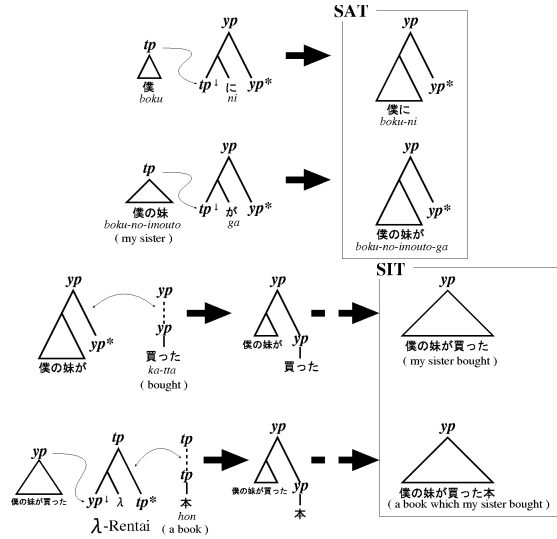 SAT
tp
yp
yp
僕
boku
tp↓ に yp*
ni
yp*
僕に
boku-ni
tp
yp
yp
僕の妹
boku-no-imouto
( my sister )
tp↓ が yp*
ga
yp*
僕の妹が
boku-no-imouto-ga
SIT
yp
yp*
僕の妹が
yp
yp
買った
ka-tta
( bought )
yp
僕の妹が
yp
買った
yp
僕の妹が買った
( my sister bought )
yp
僕の妹が買った
tp
yp↓ λ tp*
λ-Rentai
tp
tp
本
hon
( a book )
yp
僕の妹が買った
yp
本
yp
僕の妹が買った本
( a book which my sister bought )